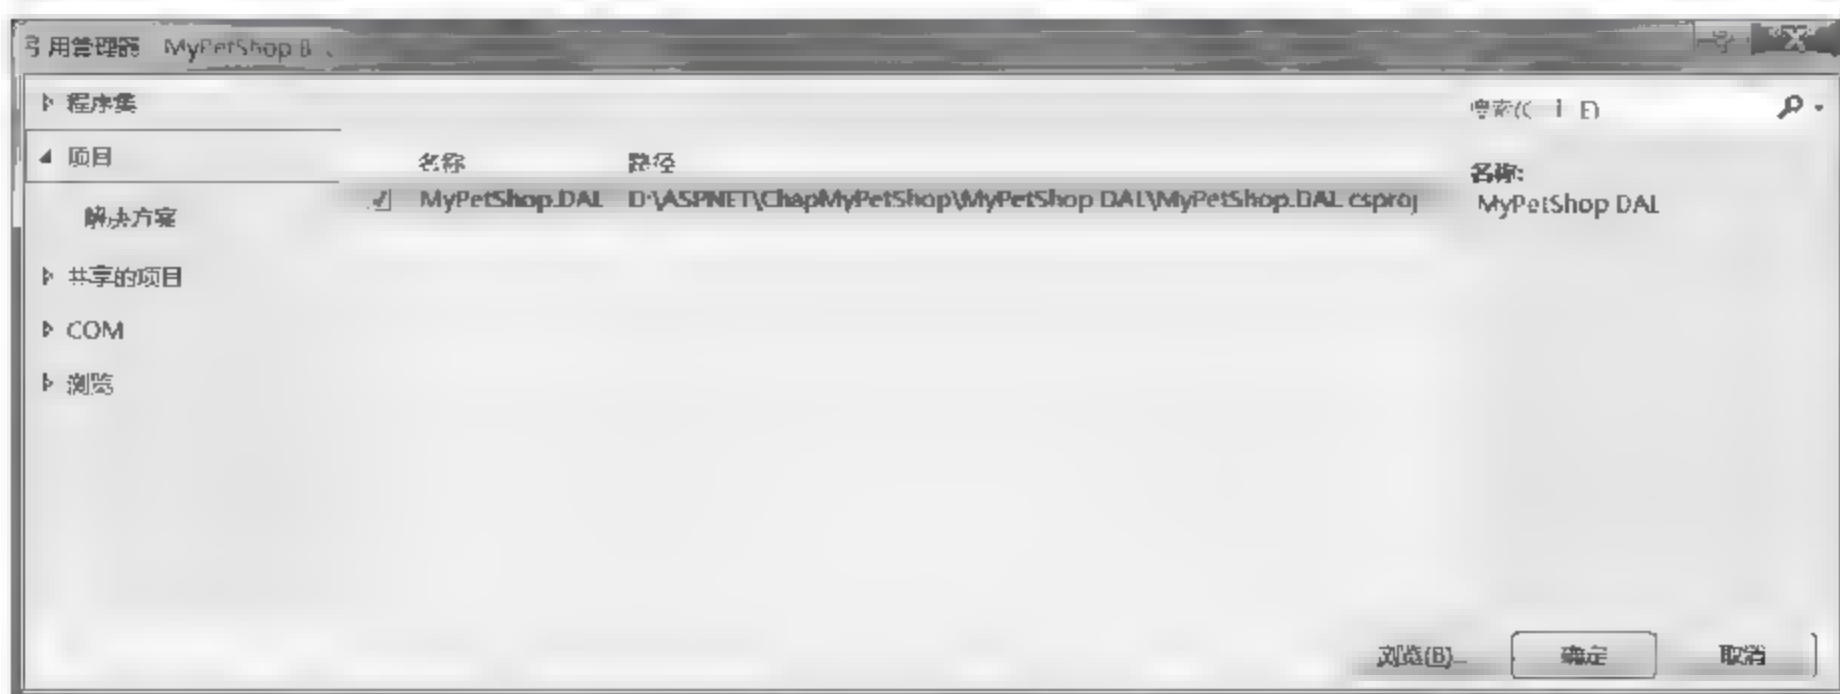 引用管理器 MyPetShop B
程序集
搜索(C E)
项目
名称 路径
MyPetShop.DAL D:\ASPNET\ChapMyPetShop\MyPetShop DAL\MyPetShop.DAL csproj
名称:
MyPetShop DAL
解决方案
共享的项目
COM
浏览
浏览(B)...
确定
取消